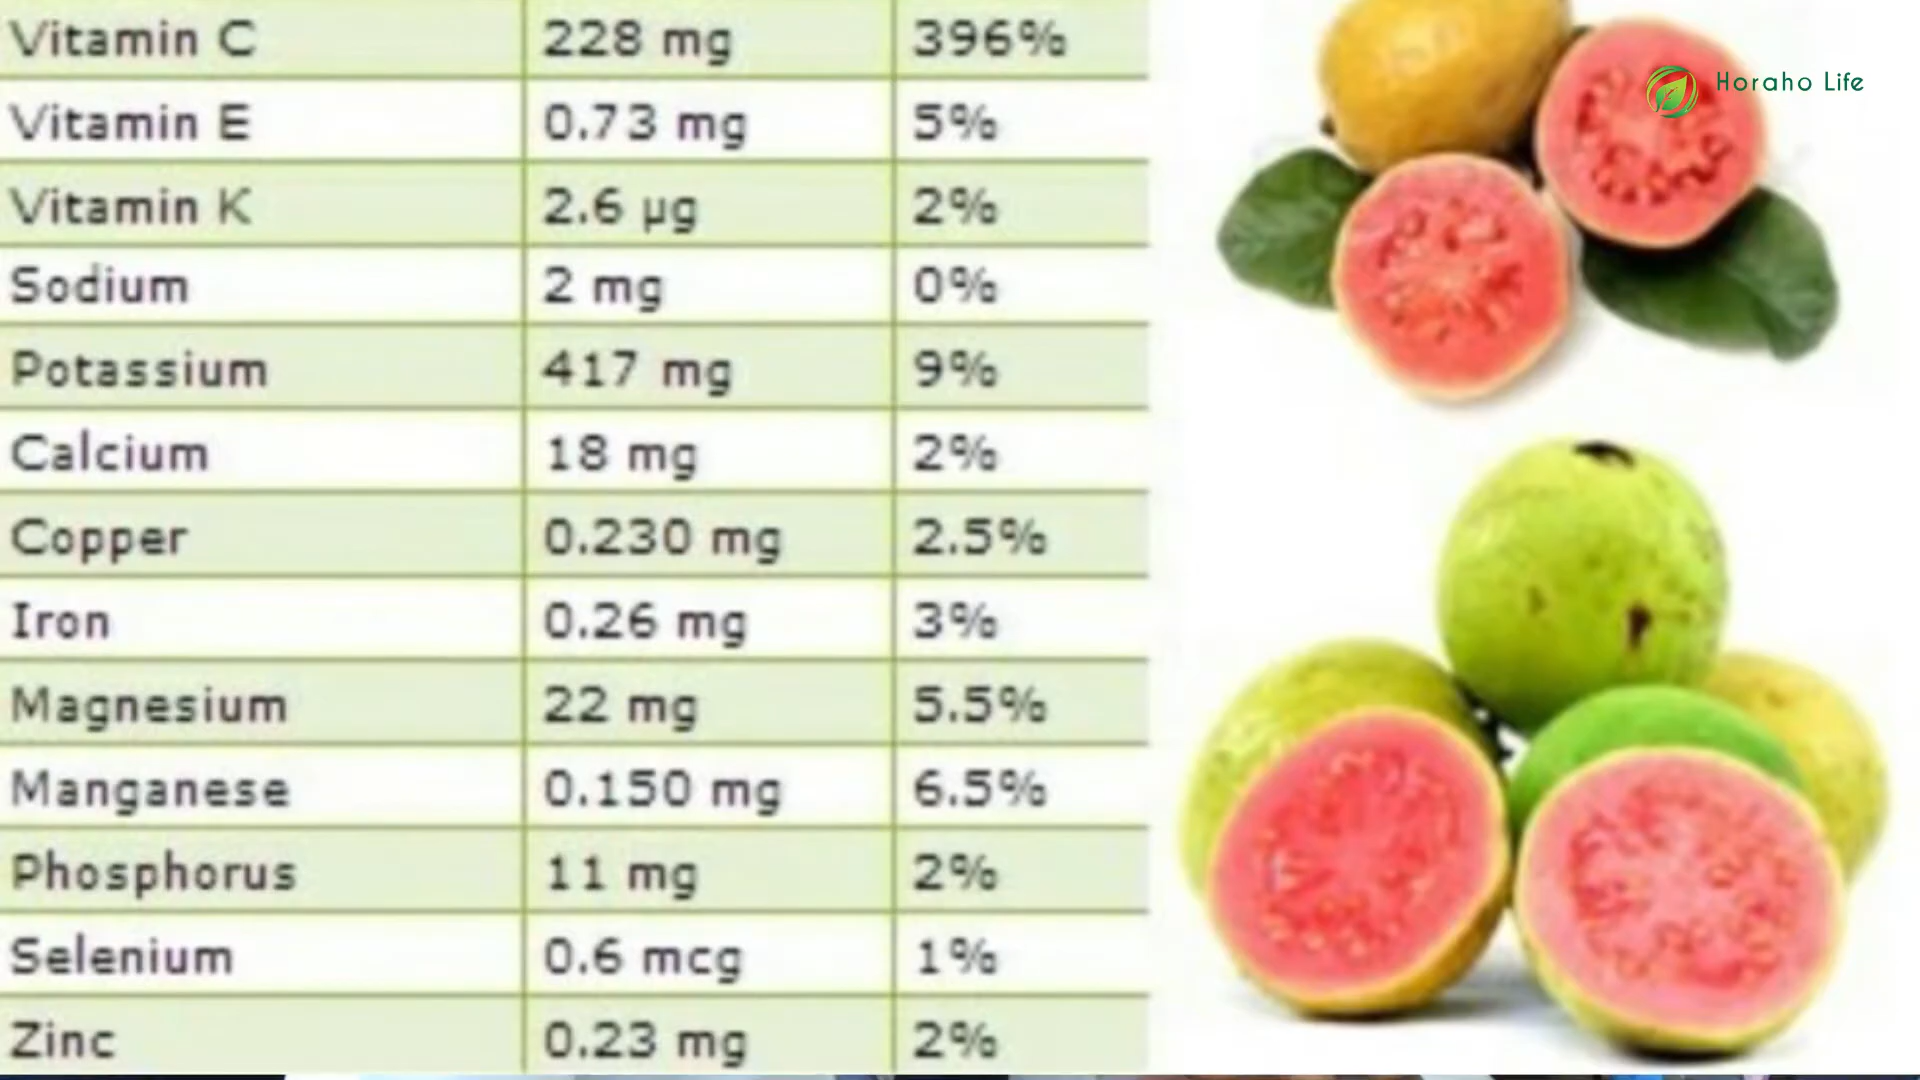 Vitamin C 228 mg 396%
Vitamin E 0.73 mg 5%
Vitamin K 2.6 µg 2%
Sodium 2 mg 0%
Potassium 417 mg 9%
Calcium 18 mg 2%
Copper 0.230 mg 2.5%
Iron 0.26 mg 3%
Magnesium 22 mg 5.5%
Manganese 0.150 mg 6.5%
Phosphorus 11 mg 2%
Selenium 0.6 mcg 1%
Zinc 0.23 mg 2%
Horaho Life